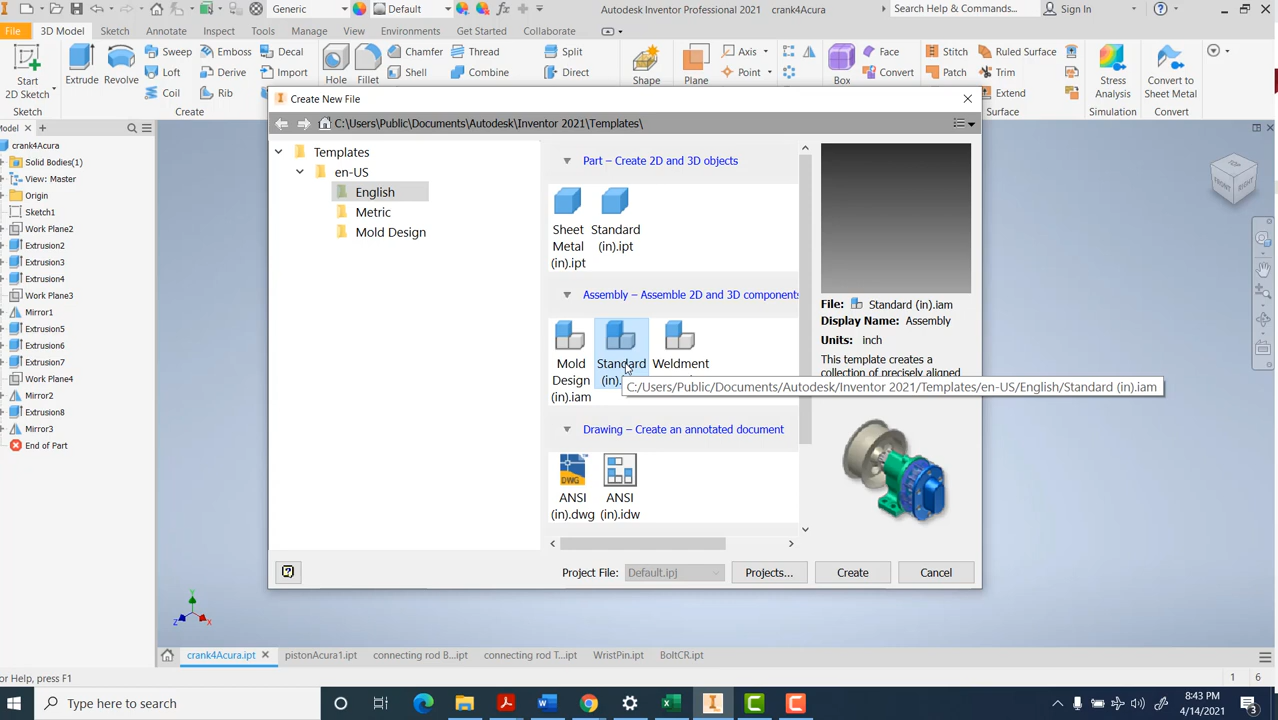 Generic
Default
Autodesk Inventor Professional 2021
crank4Acura
Search Help & Commands...
Sign In
File
3D Model
Sketch
Annotate
Inspect
Tools
Manage
View
Environments
Get Started
Collaborate
Start
2D Sketch
Sketch
Extrude
Revolve
Sweep
Loft
Coil
Emboss
Derive
Rib
Decal
Import
Create
Hole
Fillet
Chamfer
Shell
Thread
Combine
Split
Direct
Shape
Plane
Axis
Point
Box
Face
Convert
Stitch
Patch
Ruled Surface
Trim
Extend
Surface
Stress
Analysis
Simulation
Convert to
Sheet Metal
Convert
Model
crank4Acura
Solid Bodies(1)
View: Master
Origin
Sketch1
Work Plane2
Extrusion2
Extrusion3
Extrusion4
Work Plane3
Mirror1
Extrusion5
Extrusion6
Extrusion7
Work Plane4
Mirror2
Extrusion8
Mirror3
End of Part
Create New File
C:\Users\Public\Documents\Autodesk\Inventor 2021\Templates\
Templates
en-US
English
Metric
Mold Design
Part – Create 2D and 3D objects
Sheet
Metal
(in).ipt
Standard
(in).ipt
Assembly – Assemble 2D and 3D components
Mold
Design
(in).iam
Standard
(in).
Weldment
Drawing – Create an annotated document
ANSI
(in).dwg
ANSI
(in).idw
File: Standard (in).iam
Display Name: Assembly
Units: inch
This template creates a
collection of precisely aligned
C:/Users/Public/Documents/Autodesk/Inventor 2021/Templates/en-US/English/Standard (in).iam
Project File:
Default.ipj
Projects...
Create
Cancel
FRONT
RIGHT
Y
Z
X
crank4Acura.ipt
pistonAcura1.ipt
connecting rod B...ipt
connecting rod T...ipt
WristPin.ipt
BoltCR.ipt
or Help, press F1
1
6
Type here to search
8:43 PM
4/14/2021
3